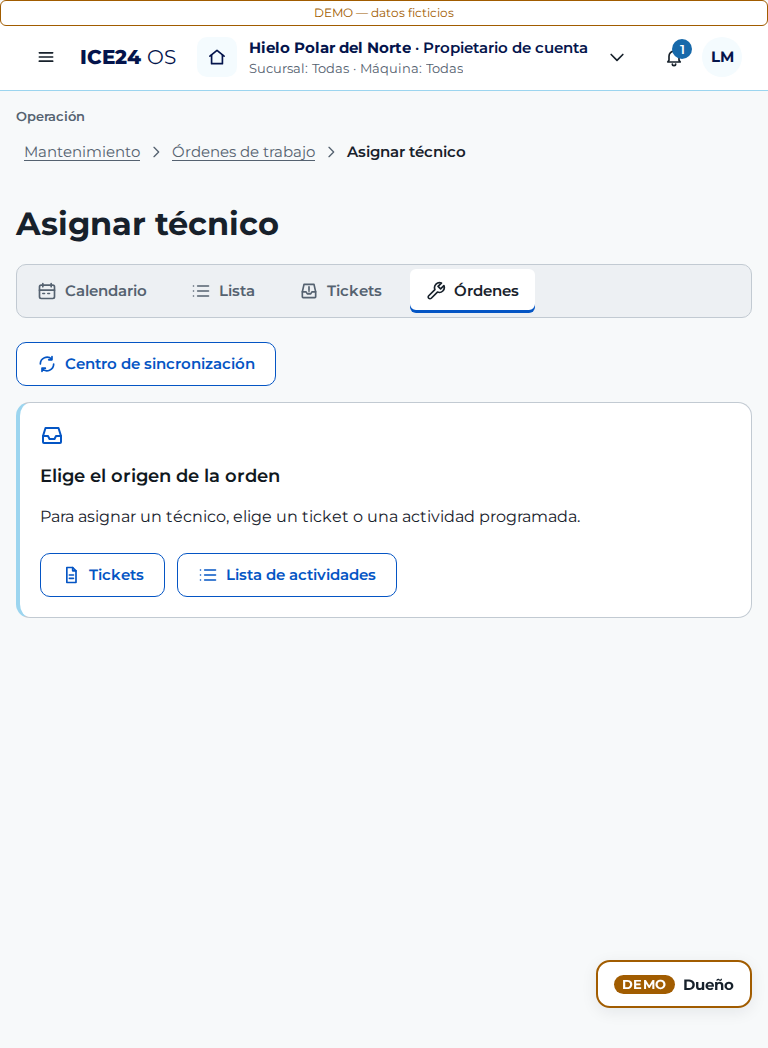 DEMO — datos ficticios
ICE24 OS
Hielo Polar del Norte · Propietario de cuenta
Sucursal: Todas · Máquina: Todas
1
LM
Operación
Mantenimiento > Órdenes de trabajo > Asignar técnico
Asignar técnico
Calendario Lista Tickets Órdenes
Centro de sincronización
Elige el origen de la orden
Para asignar un técnico, elige un ticket o una actividad programada.
Tickets Lista de actividades
DEMO Dueño